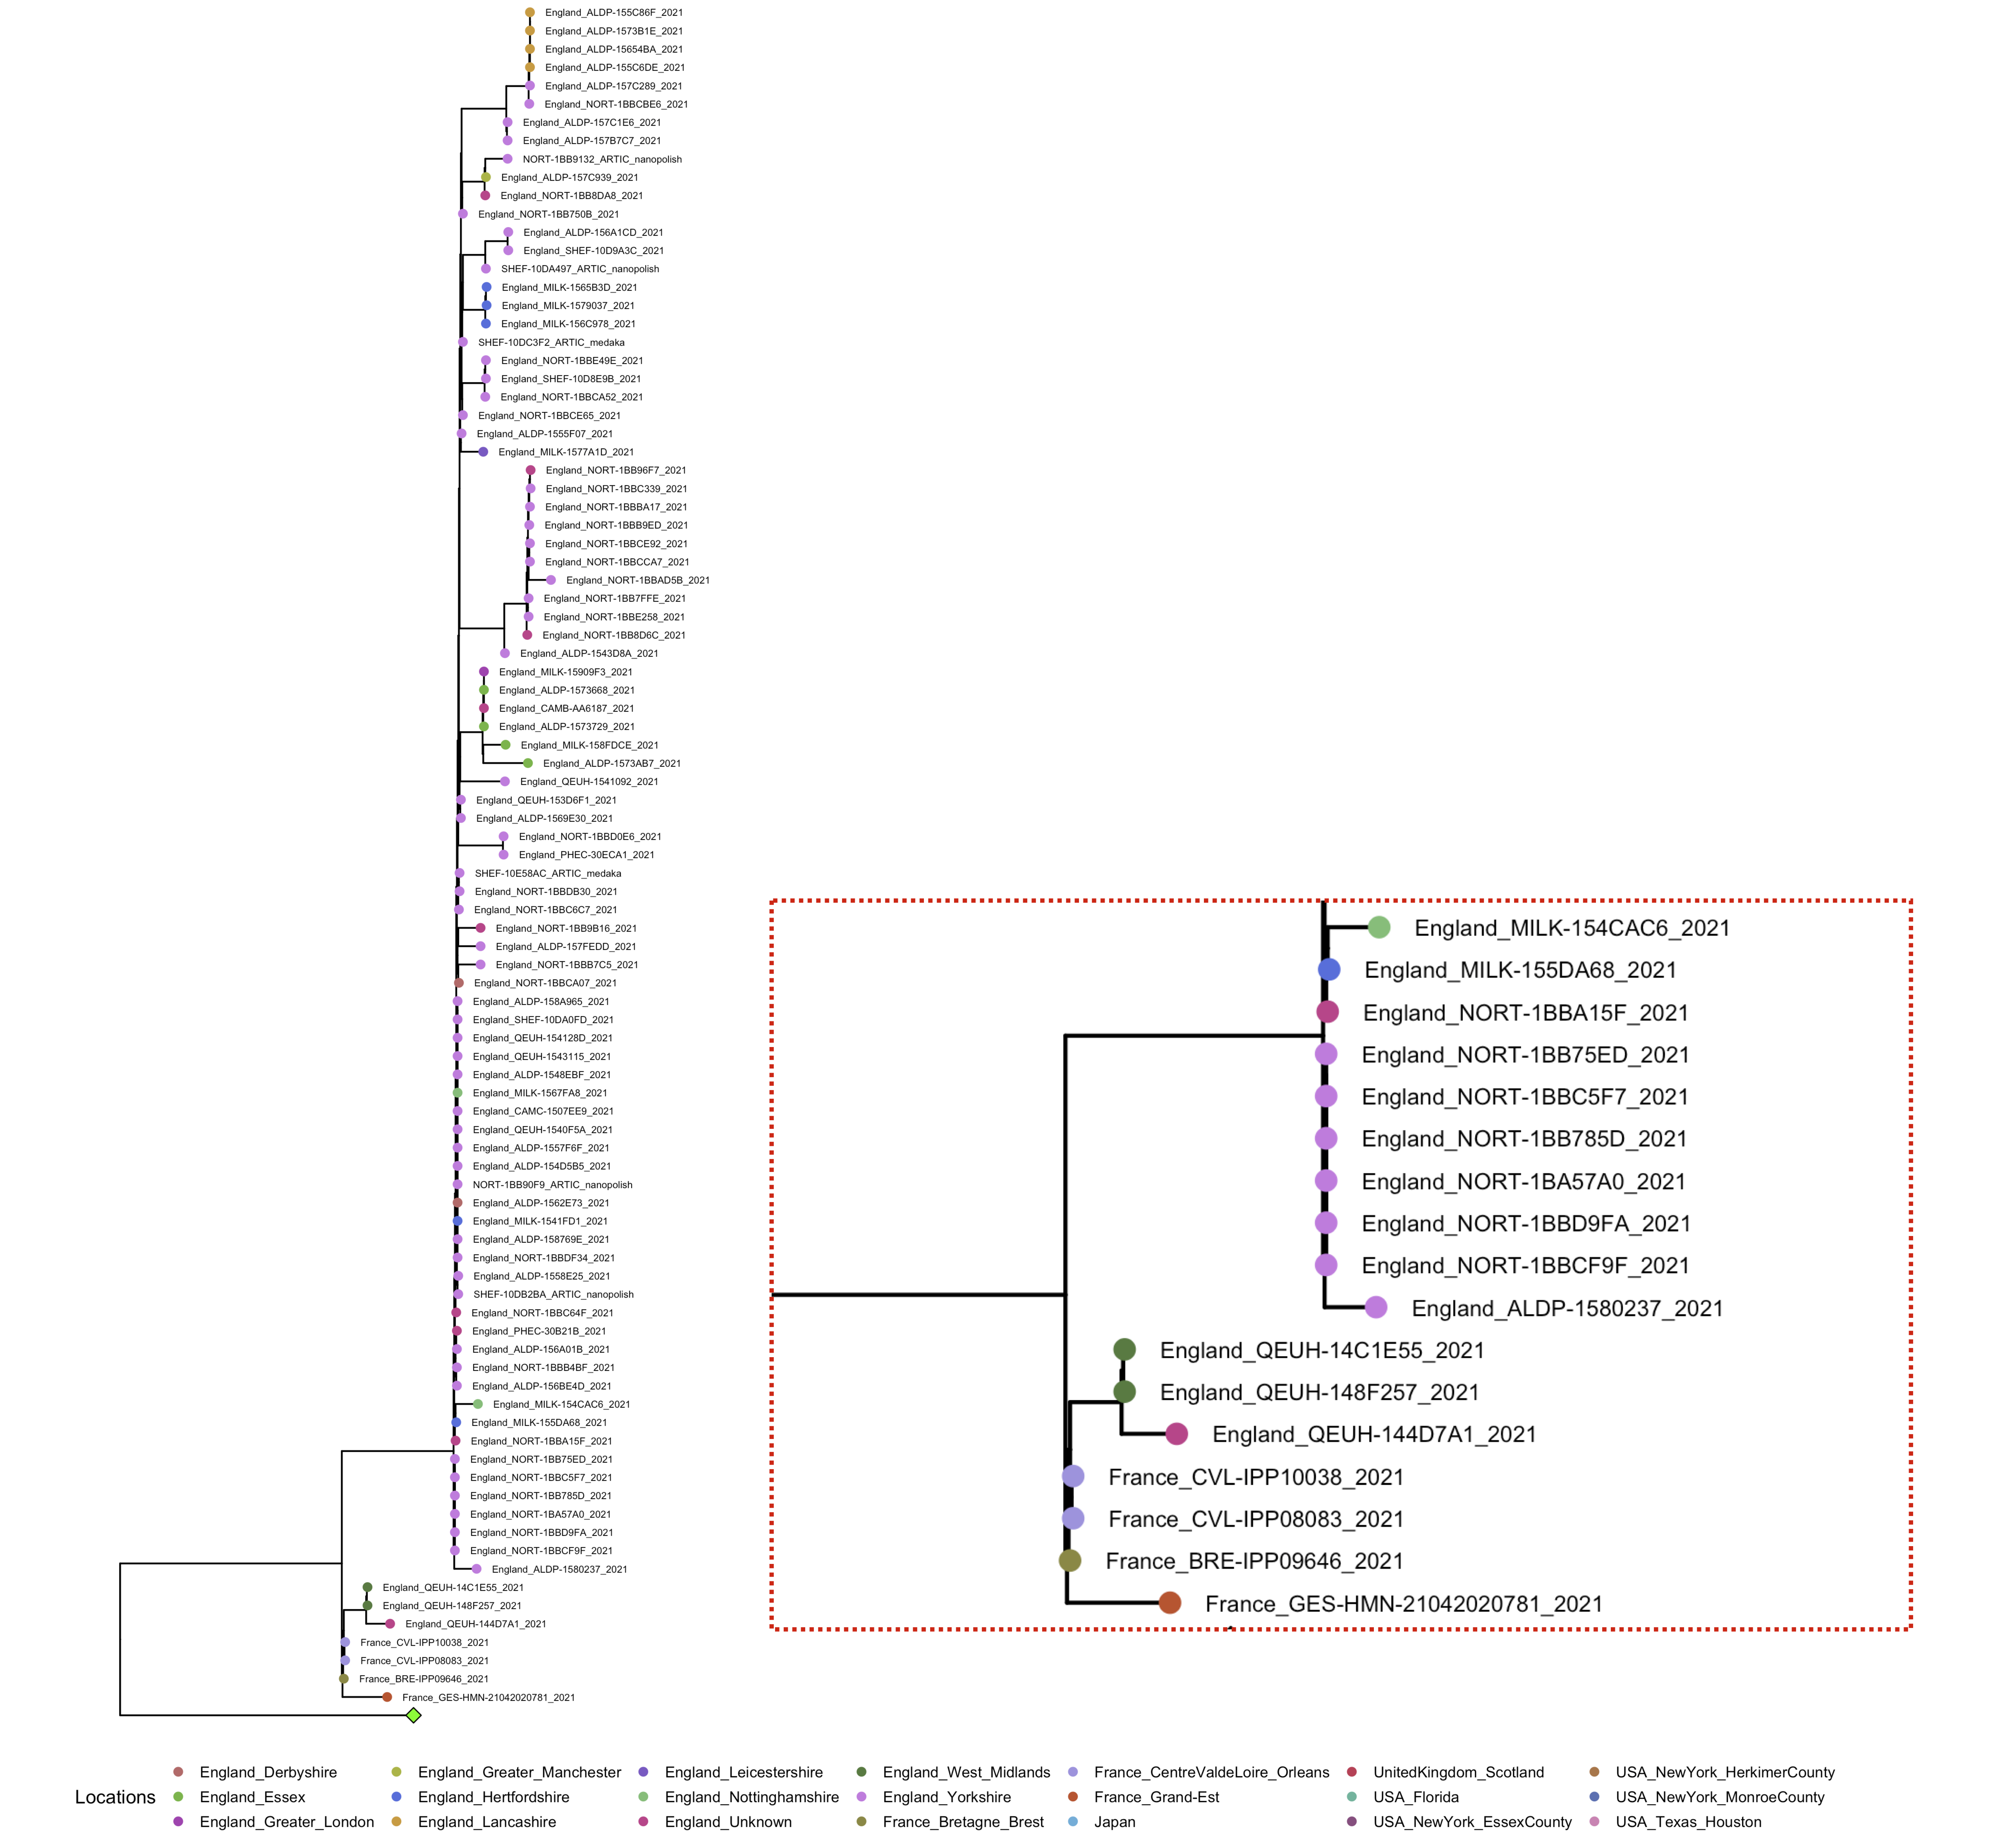 England_ALDP-155C86F_2021
England_ALDP-1573B1E_2021
England_ALDP-15654BA_2021
England_ALDP-155C6DE_2021
England_ALDP-157C289_2021
England_NORT-1BBCBE6_2021
England_ALDP-157C1E6_2021
England_ALDP-157B7C7_2021
NORT-1BB9132_ARTIC_nanopolish
England_ALDP-157C939_2021
England_NORT-1BB8DA8_2021
England_NORT-1BB750B_2021
England_ALDP-156A1CD_2021
England_SHEF-10D9A3C_2021
SHEF-10DA497_ARTIC_nanopolish
England_MILK-1565B3D_2021
England_MILK-1579037_2021
England_MILK-156C978_2021
SHEF-10DC3F2_ARTIC_medaka
England_NORT-1BBE49E_2021
England_SHEF-10D8E9B_2021
England_NORT-1BBCA52_2021
England_NORT-1BBCE65_2021
England_ALDP-1555F07_2021
England_MILK-1577A1D_2021
England_NORT-1BB96F7_2021
England_NORT-1BBC339_2021
England_NORT-1BBBA17_2021
England_NORT-1BBB9ED_2021
England_NORT-1BBCE92_2021
England_NORT-1BBCCA7_2021
England_NORT-1BBAD5B_2021
England_NORT-1BB7FFE_2021
England_NORT-1BBE258_2021
England_NORT-1BB8D6C_2021
England_ALDP-1543D8A_2021
England_MILK-15909F3_2021
England_ALDP-1573668_2021
England_CAMB-AA6187_2021
England_ALDP-1573729_2021
England_MILK-158FDCE_2021
England_ALDP-1573AB7_2021
England_QEUH-1541092_2021
England_QEUH-153D6F1_2021
England_ALDP-1569E30_2021
England_NORT-1BBD0E6_2021
England_PHEC-30ECA1_2021
SHEF-10E58AC_ARTIC_medaka
England_NORT-1BBDB30_2021
England_NORT-1BBC6C7_2021
England_NORT-1BB9B16_2021
England_ALDP-157FEDD_2021
England_NORT-1BBB7C5_2021
England_NORT-1BBCA07_2021
England_ALDP-158A965_2021
England_SHEF-10DA0FD_2021
England_QEUH-154128D_2021
England_QEUH-1543115_2021
England_ALDP-1548EBF_2021
England_MILK-1567FA8_2021
England_CAMC-1507EE9_2021
England_QEUH-1540F5A_2021
England_ALDP-1557F6F_2021
England_ALDP-154D5B5_2021
NORT-1BB90F9_ARTIC_nanopolish
England_ALDP-1562E73_2021
England_MILK-1541FD1_2021
England_ALDP-158769E_2021
England_NORT-1BBDF34_2021
England_ALDP-1558E25_2021
SHEF-10DB2BA_ARTIC_nanopolish
England_NORT-1BBC64F_2021
England_PHEC-30B21B_2021
England_ALDP-156A01B_2021
England_NORT-1BBB4BF_2021
England_ALDP-156BE4D_2021
England_MILK-154CAC6_2021
England_MILK-155DA68_2021
England_NORT-1BBA15F_2021
England_NORT-1BB75ED_2021
England_NORT-1BBC5F7_2021
England_NORT-1BB785D_2021
England_NORT-1BA57A0_2021
England_NORT-1BBD9FA_2021
England_NORT-1BBCF9F_2021
England_ALDP-1580237_2021
England_QEUH-14C1E55_2021
England_QEUH-148F257_2021
England_QEUH-144D7A1_2021
France_CVL-IPP10038_2021
France_CVL-IPP08083_2021
France_BRE-IPP09646_2021
France_GES-HMN-21042020781_2021
England_MILK-154CAC6_2021
England_MILK-155DA68_2021
England_NORT-1BBA15F_2021
England_NORT-1BB75ED_2021
England_NORT-1BBC5F7_2021
England_NORT-1BB785D_2021
England_NORT-1BA57A0_2021
England_NORT-1BBD9FA_2021
England_NORT-1BBCF9F_2021
England_ALDP-1580237_2021
England_QEUH-14C1E55_2021
England_QEUH-148F257_2021
England_QEUH-144D7A1_2021
France_CVL-IPP10038_2021
France_CVL-IPP08083_2021
France_BRE-IPP09646_2021
France_GES-HMN-21042020781_2021
Locations
England_Derbyshire
England_Essex
England_Greater_London
England_Greater_Manchester
England_Hertfordshire
England_Lancashire
England_Leicestershire
England_Nottinghamshire
England_Unknown
England_West_Midlands
England_Yorkshire
France_Bretagne_Brest
France_CentreValdeLoire_Orleans
France_Grand-Est
Japan
UnitedKingdom_Scotland
USA_Florida
USA_NewYork_EssexCounty
USA_NewYork_HerkimerCounty
USA_NewYork_MonroeCounty
USA_Texas_Houston